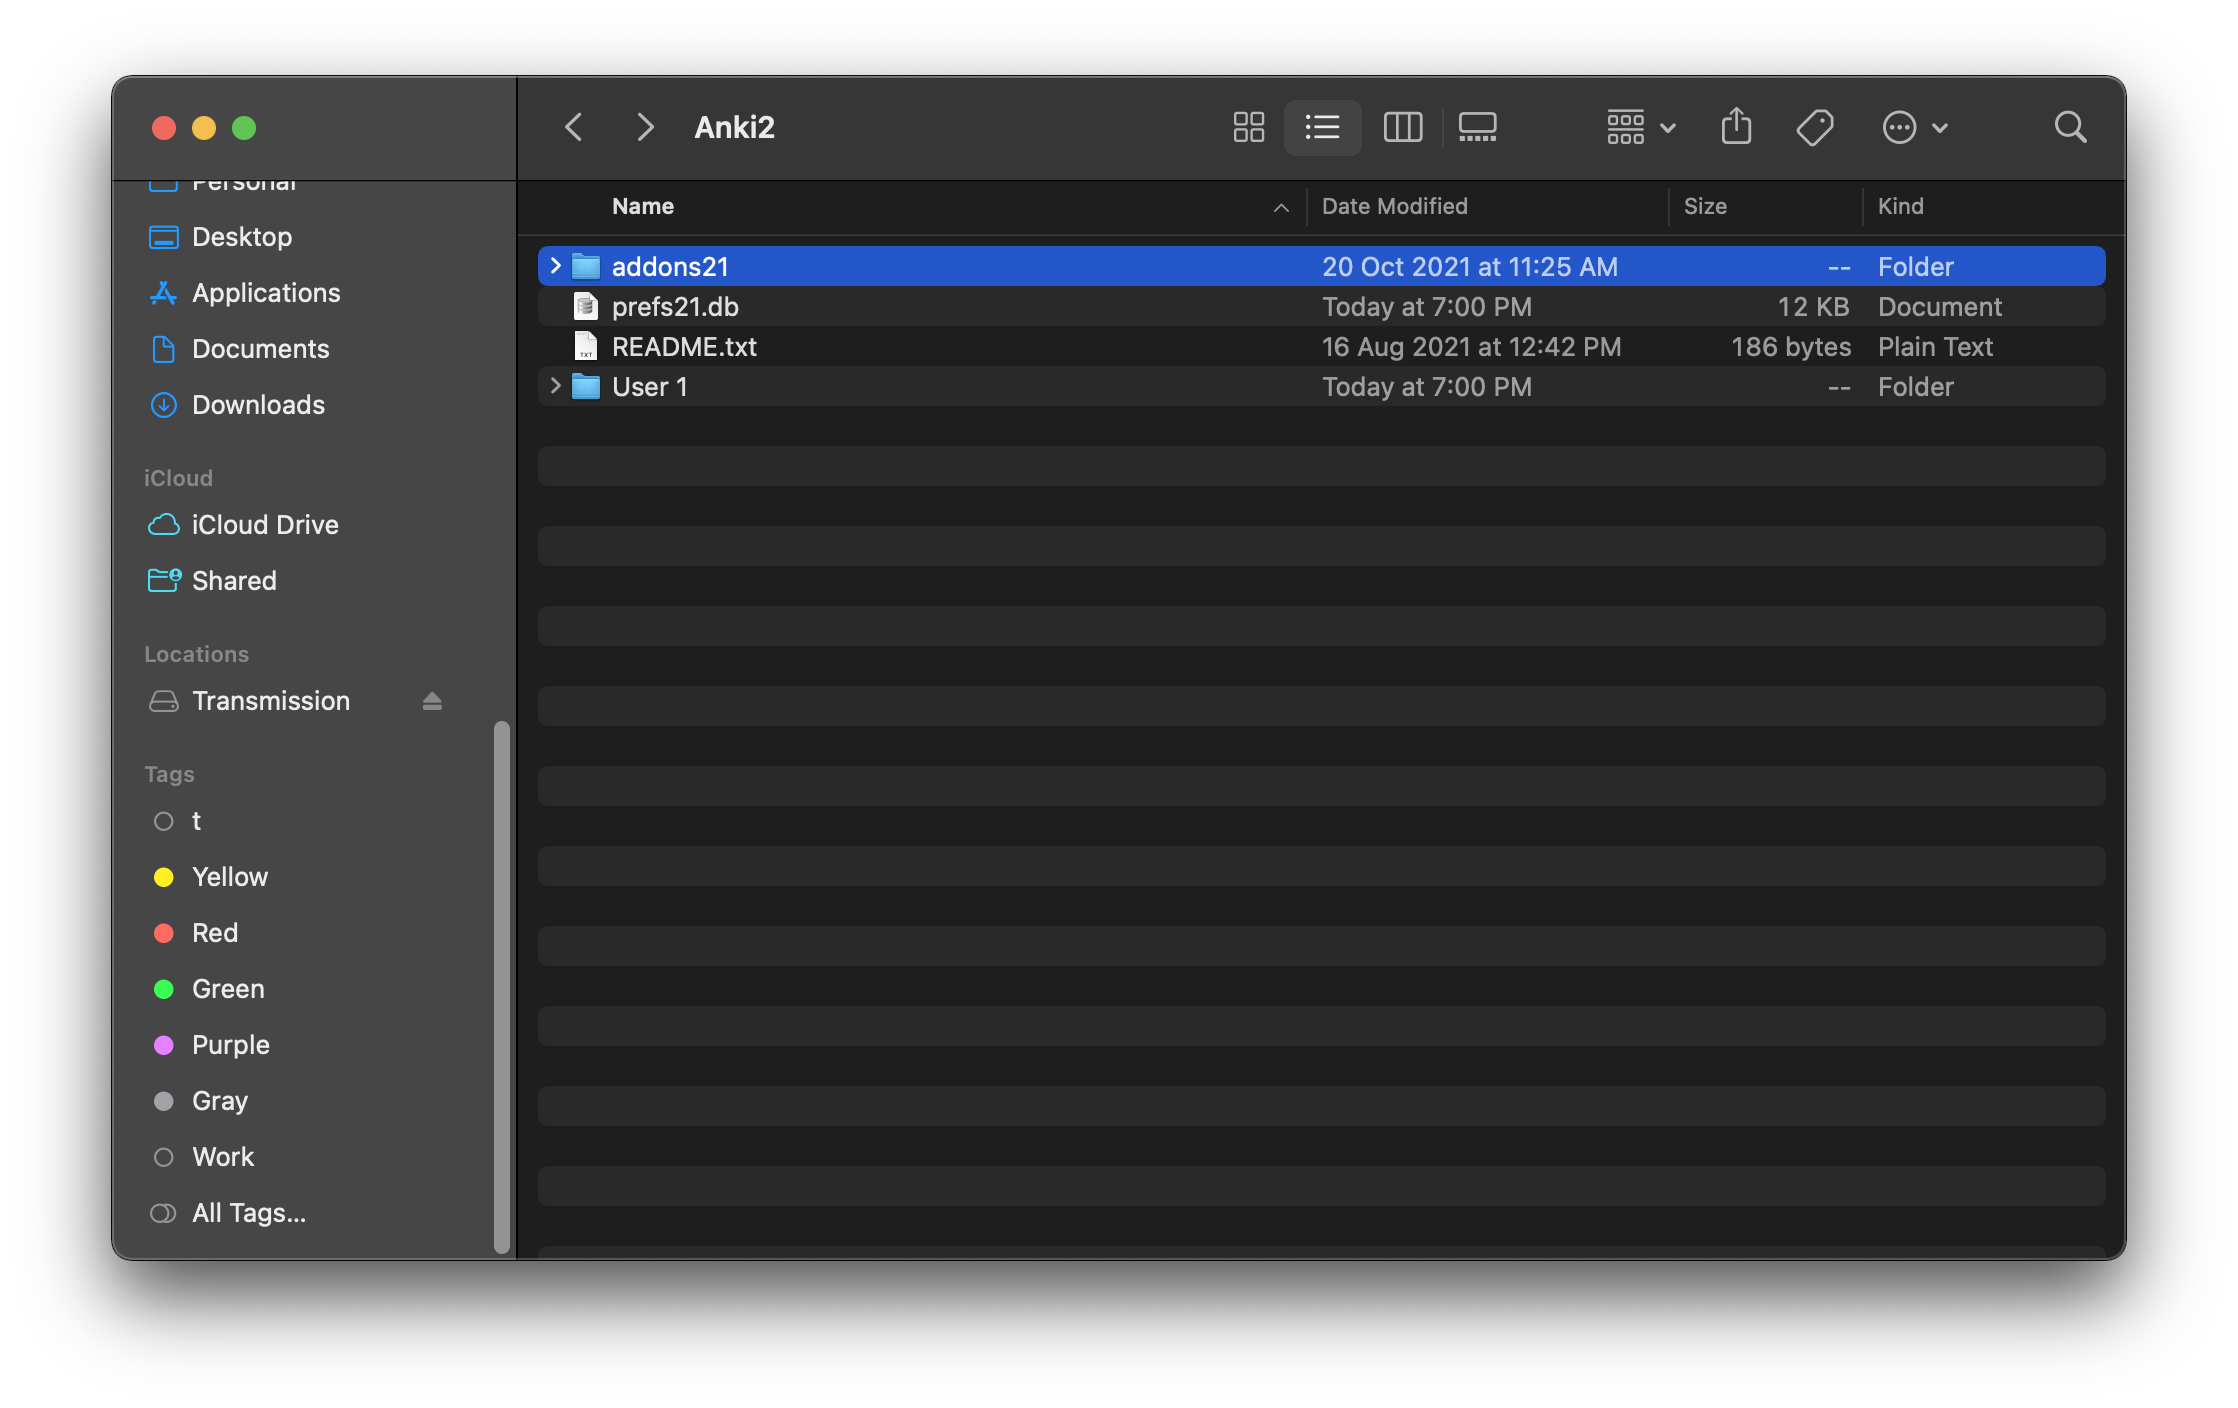 Anki2
Personal
Desktop
Applications
Documents
Downloads
iCloud
iCloud Drive
Shared
Locations
Transmission
Tags
t
Yellow
Red
Green
Purple
Gray
Work
All Tags...
Name Date Modified Size Kind
addons21 20 Oct 2021 at 11:25 AM -- Folder
prefs21.db Today at 7:00 PM 12 KB Document
README.txt 16 Aug 2021 at 12:42 PM 186 bytes Plain Text
User 1 Today at 7:00 PM -- Folder
TXT